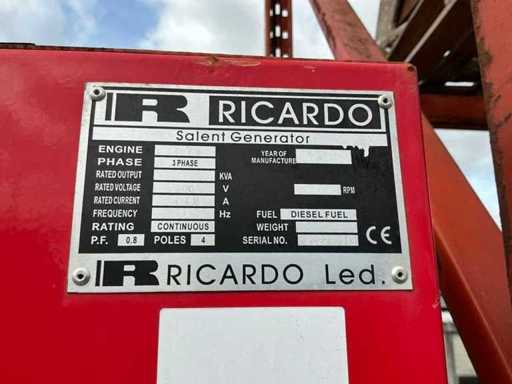 R RICARDO
Salent Generator
ENGINE
PHASE 3 PHASE
RATED OUTPUT KVA
RATED VOLTAGE V
RATED CURRENT A
FREQUENCY Hz
RATING CONTINUOUS
P.F. 0.8 POLES 4
YEAR OF
MANUFACTURE
RPM
FUEL DIESEL FUEL
WEIGHT
SERIAL NO.
CE
R RICARDO Led.